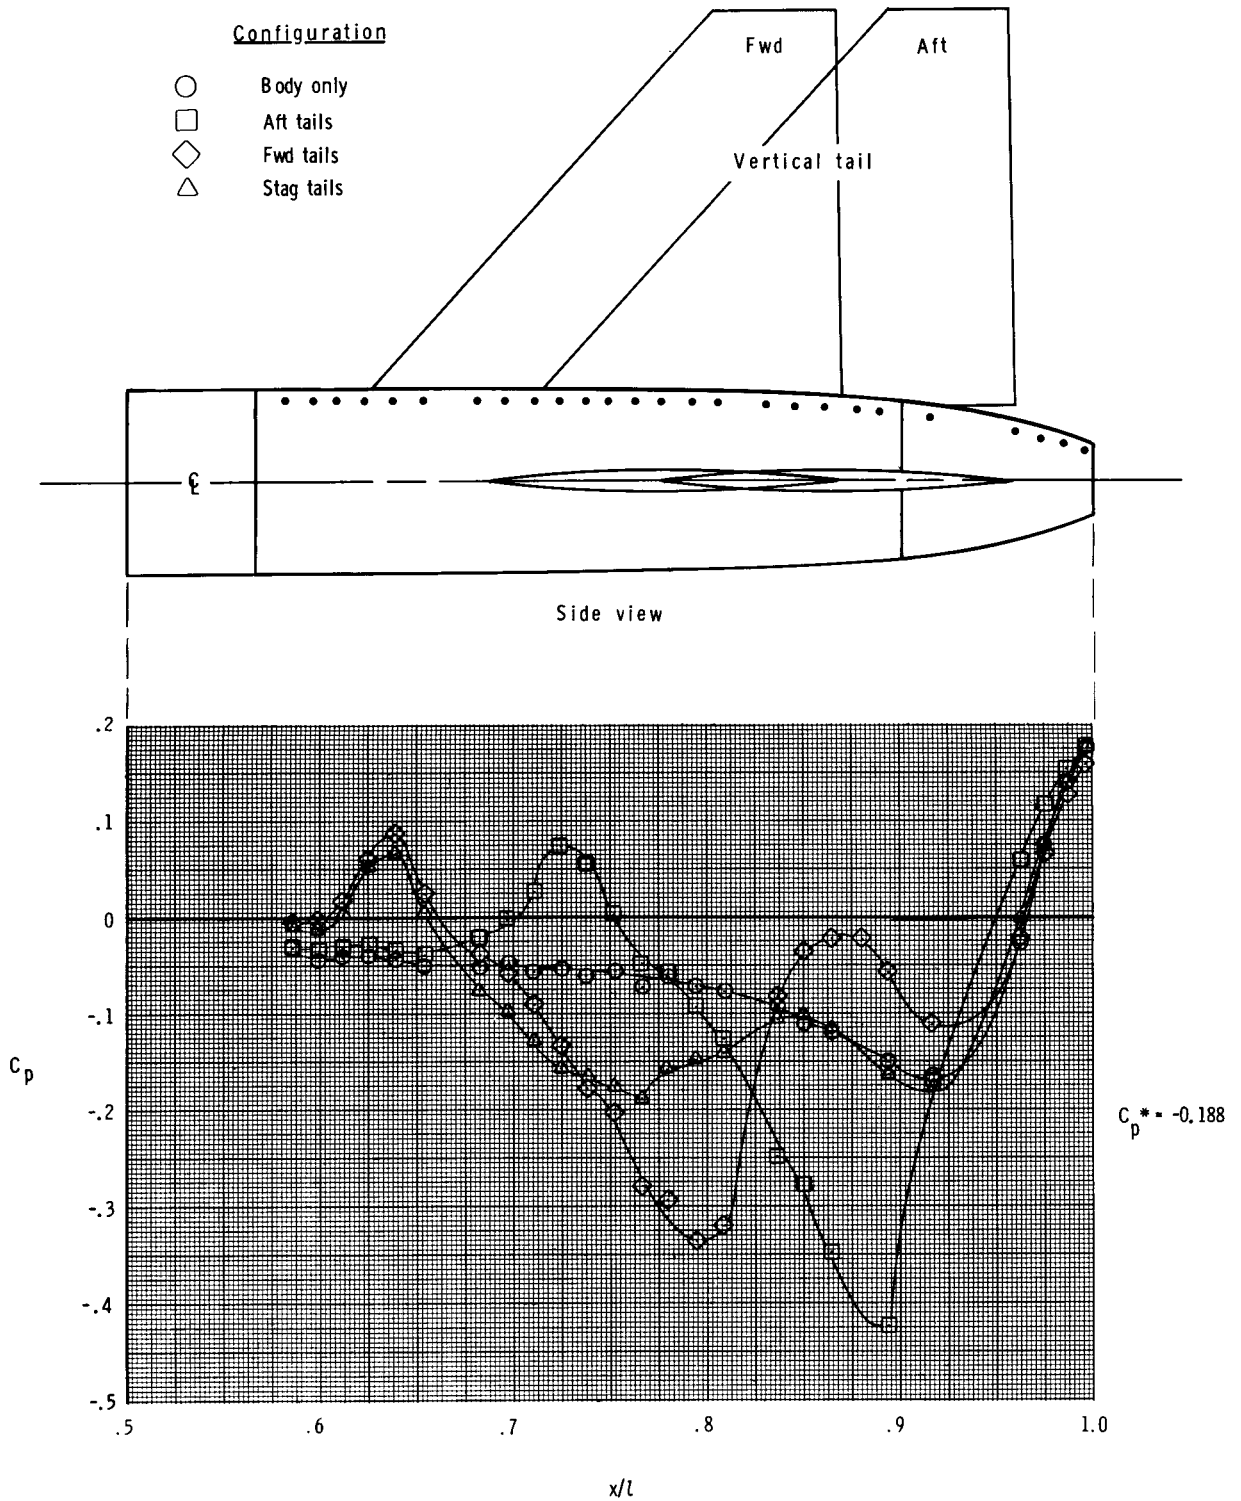 Configuration
Body only
Aft tails
Fwd tails
Stag tails
Fwd
Aft
Vertical tail
℄
Side view
.2
.1
0
-.1
-.2
-.3
-.4
-.5
Cp
Cp* = -0.188
.5
.6
.7
.8
.9
1.0
x/l